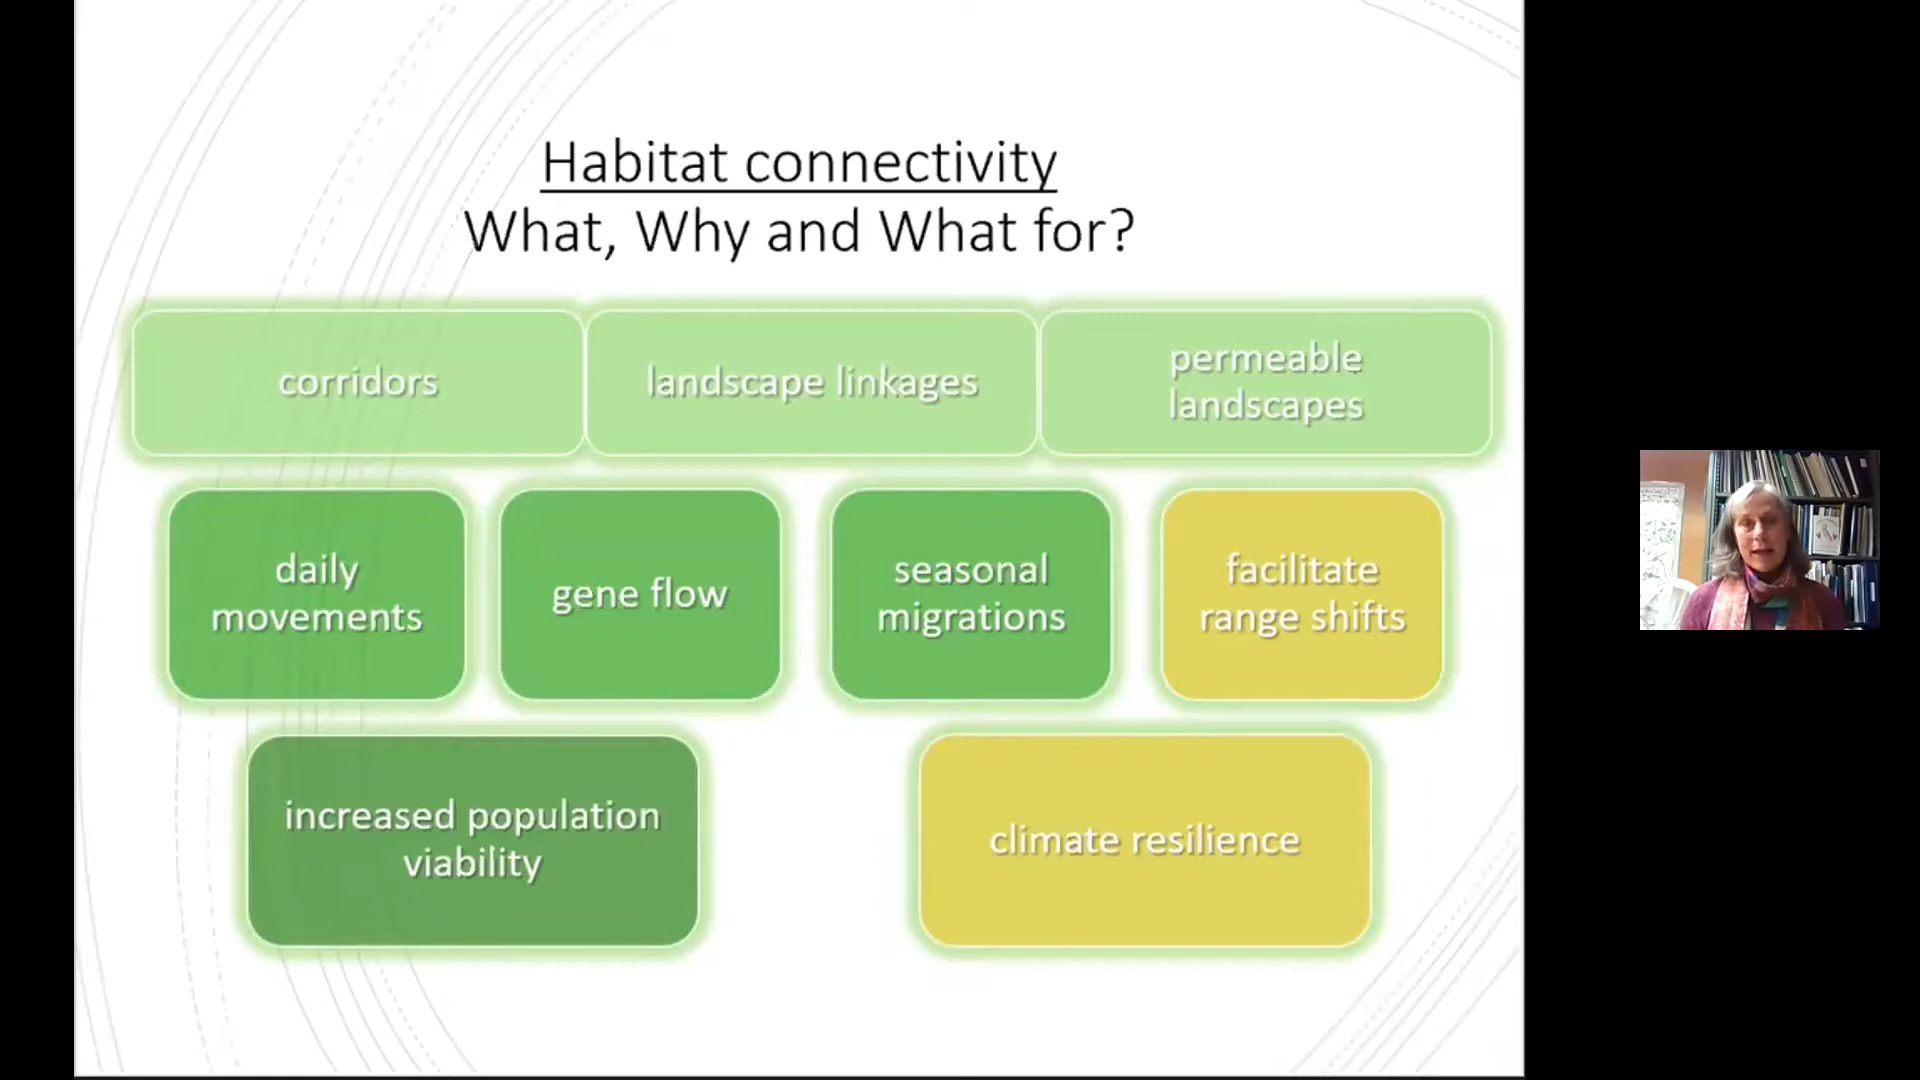 Habitat connectivity
What, Why and What for?
corridors
landscape linkages
permeable
landscapes
daily
movements
gene flow
seasonal
migrations
facilitate
range shifts
increased population
viability
climate resilience